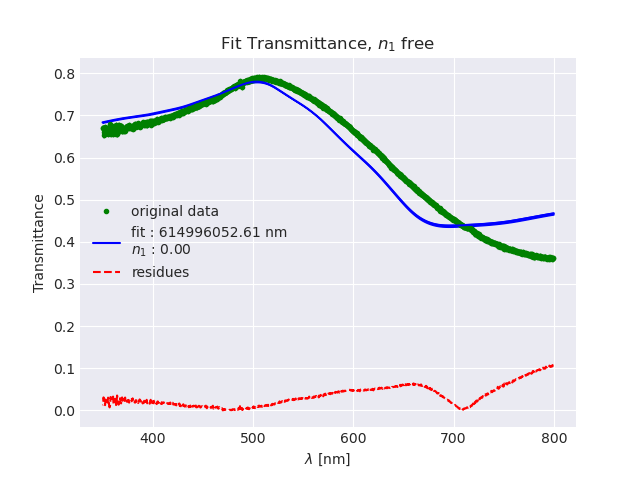 Fit Transmittance, n₁ free
0.8
0.7
0.6
0.5
0.4
0.3
0.2
0.1
0.0
Transmittance
original data
fit : 614996052.61 nm
n₁ : 0.00
residues
400 500 600 700 800
λ [nm]